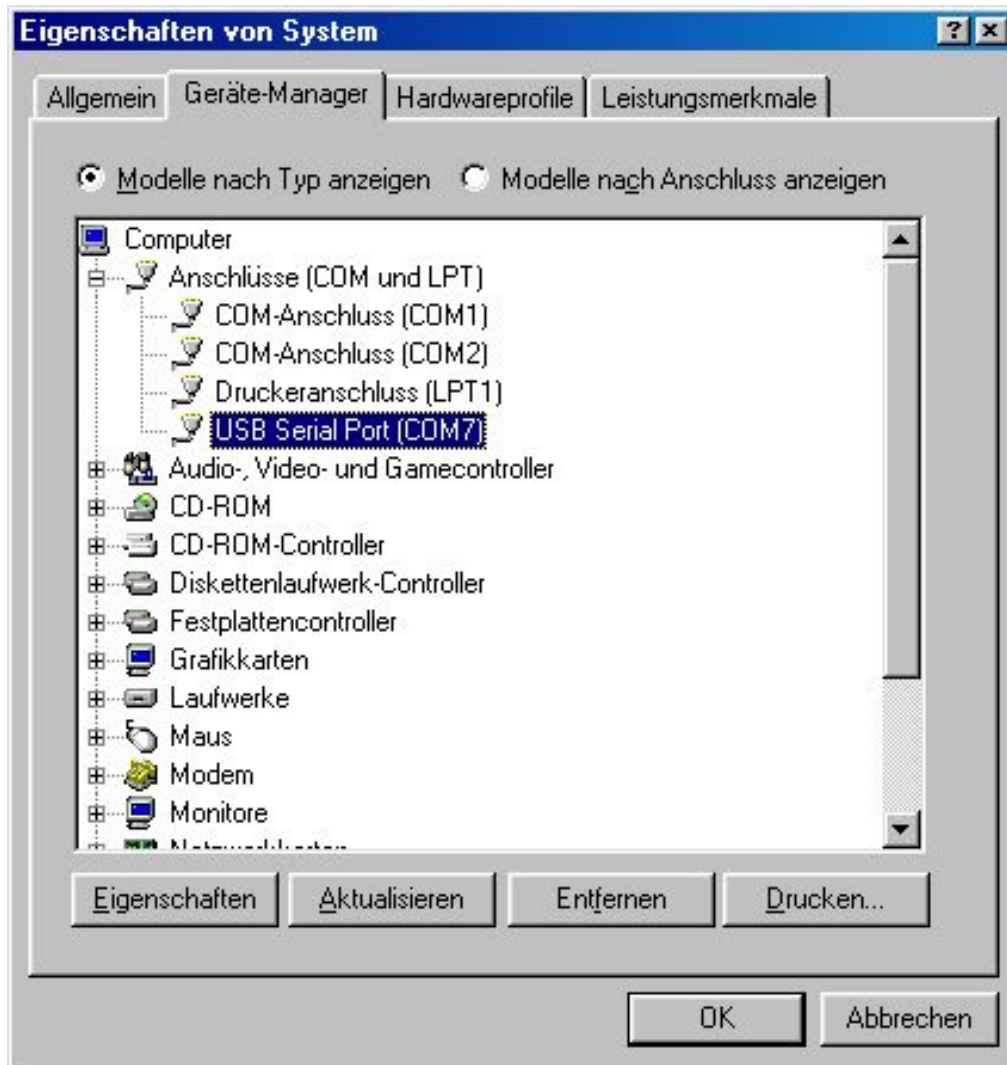 Eigenschaften von System
Allgemein Geräte-Manager Hardwareprofile Leistungsmerkmale
Modelle nach Typ anzeigen Modelle nach Anschluss anzeigen
Computer
Anschlüsse (COM und LPT)
COM-Anschluss (COM1)
COM-Anschluss (COM2)
Druckeranschluss (LPT1)
USB Serial Port (COM7)
Audio-, Video- und Gamecontroller
CD-ROM
CD-ROM-Controller
Diskettenlaufwerk-Controller
Festplattencontroller
Grafikkarten
Laufwerke
Maus
Modem
Monitore
Netzwerkkarten
Eigenschaften Aktualisieren Entfernen Drucken...
OK Abbrechen